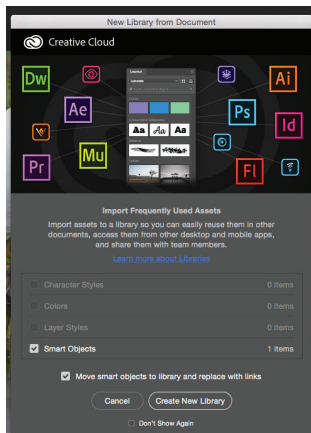 New Library from Document
Creative Cloud
Dw
Ai
Ae
Aa Aa Aa
Ps
Id
Pr
Mu
Fl
Import Frequently Used Assets
Import assets to a library so you can easily reuse them in other
documents, access them from other desktop and mobile apps,
and share them with team members.
Learn more about Libraries
Character Styles 0 items
Colors 0 items
Layer Styles 0 items
Smart Objects 1 items
Move smart objects to library and replace with links
Cancel Create New Library
Don't Show Again